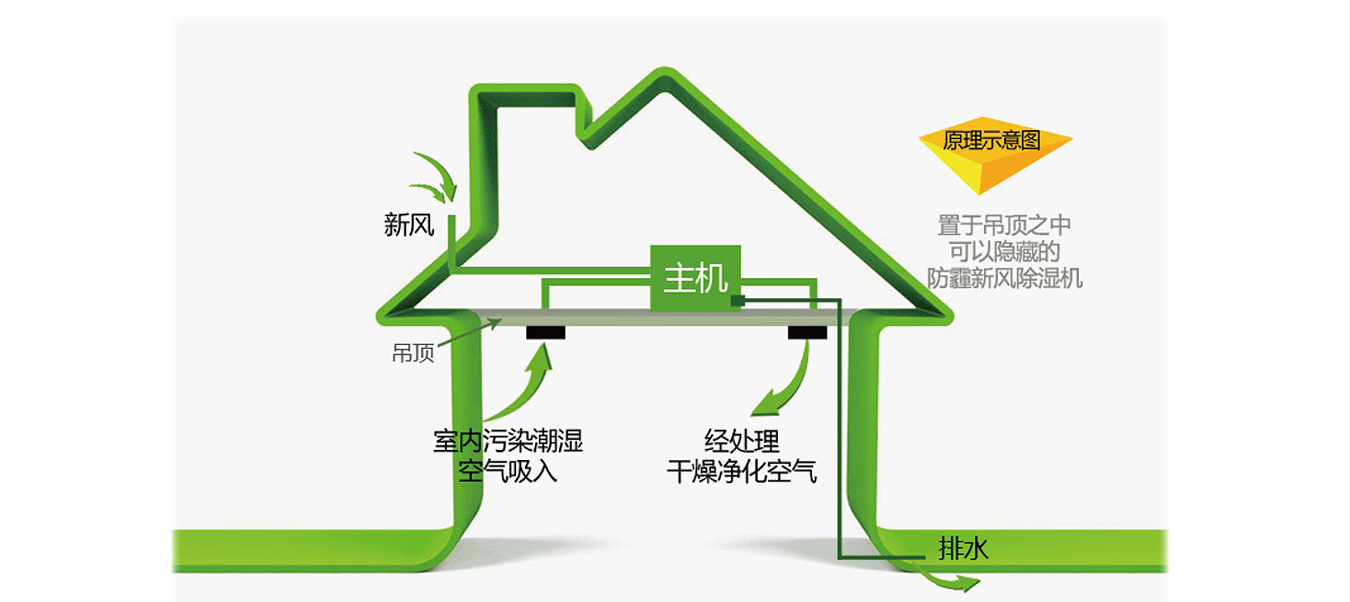 原理示意图
置于吊顶之中
可以隐藏的
防霾新风除湿机
新风
主机
吊顶
室内污染潮湿
空气吸入
经处理
干燥净化空气
排水